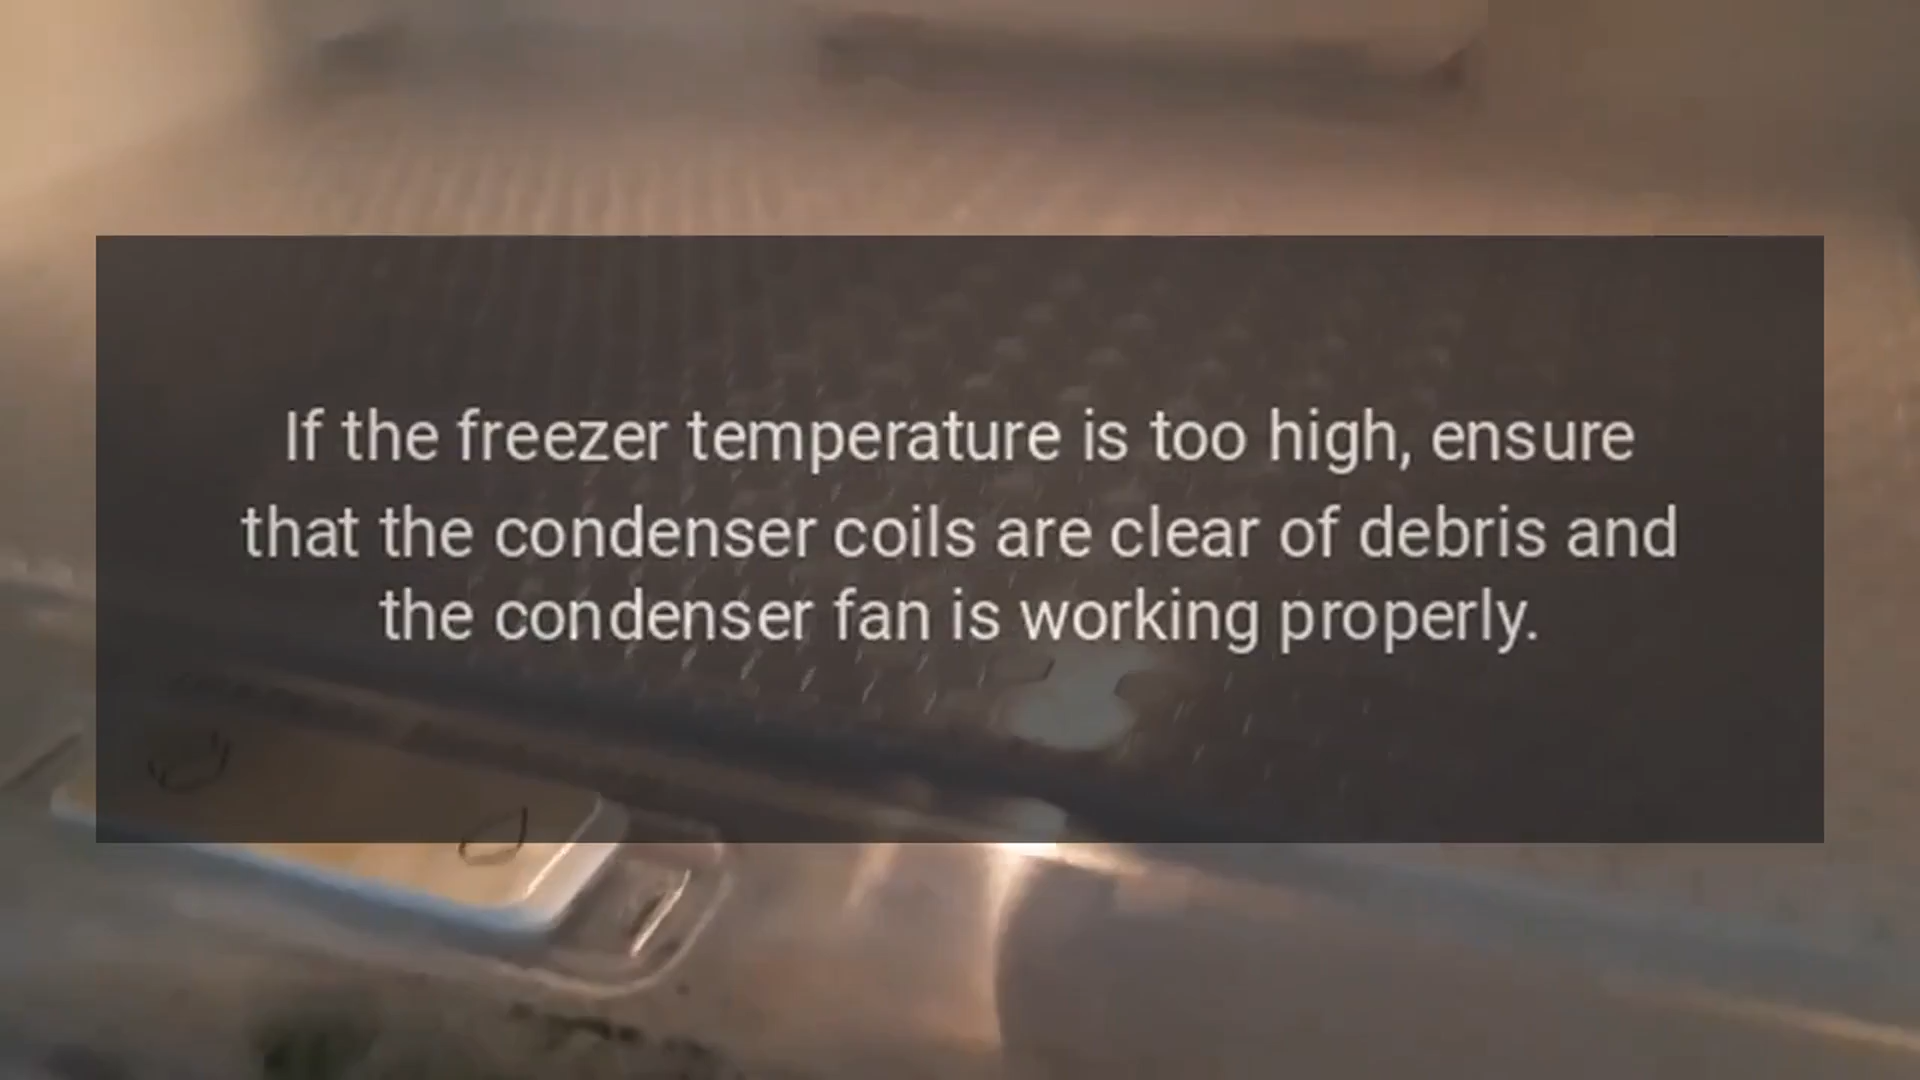 If the freezer temperature is too high, ensure
that the condenser coils are clear of debris and
the condenser fan is working properly.